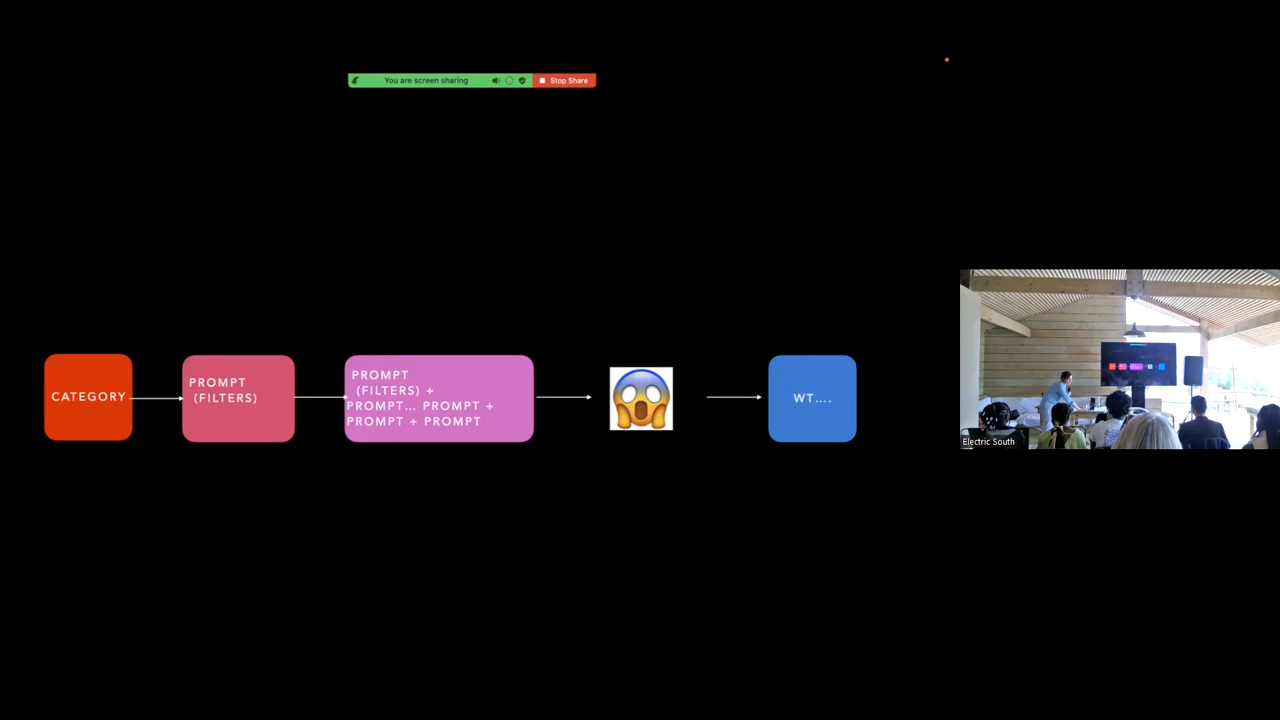 You are screen sharing
Stop Share
CATEGORY
PROMPT
(FILTERS)
PROMPT
(FILTERS) +
PROMPT... PROMPT +
PROMPT + PROMPT
WT....
Electric South